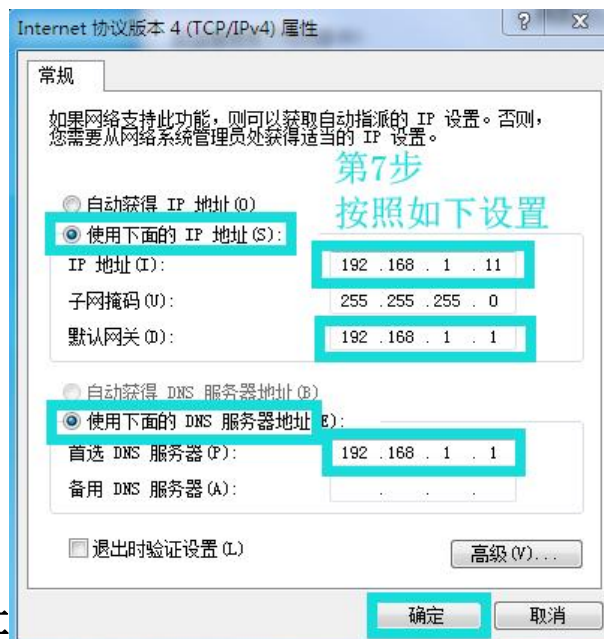 Internet 协议版本 4 (TCP/IPv4) 属性
常规
如果网络支持此功能，则可以获取自动指派的 IP 设置。否则，
您需要从网络系统管理员处获得适当的 IP 设置。
第7步
按照如下设置
自动获得 IP 地址(O)
使用下面的 IP 地址(S):
IP 地址(I): 192 .168 . 1 . 11
子网掩码(U): 255 .255 .255 . 0
默认网关(D): 192 .168 . 1 . 1
自动获得 DNS 服务器地址(B)
使用下面的 DNS 服务器地址(E):
首选 DNS 服务器(P): 192 .168 . 1 . 1
备用 DNS 服务器(A): . . .
退出时验证设置(L)
高级(V)...
确定 取消